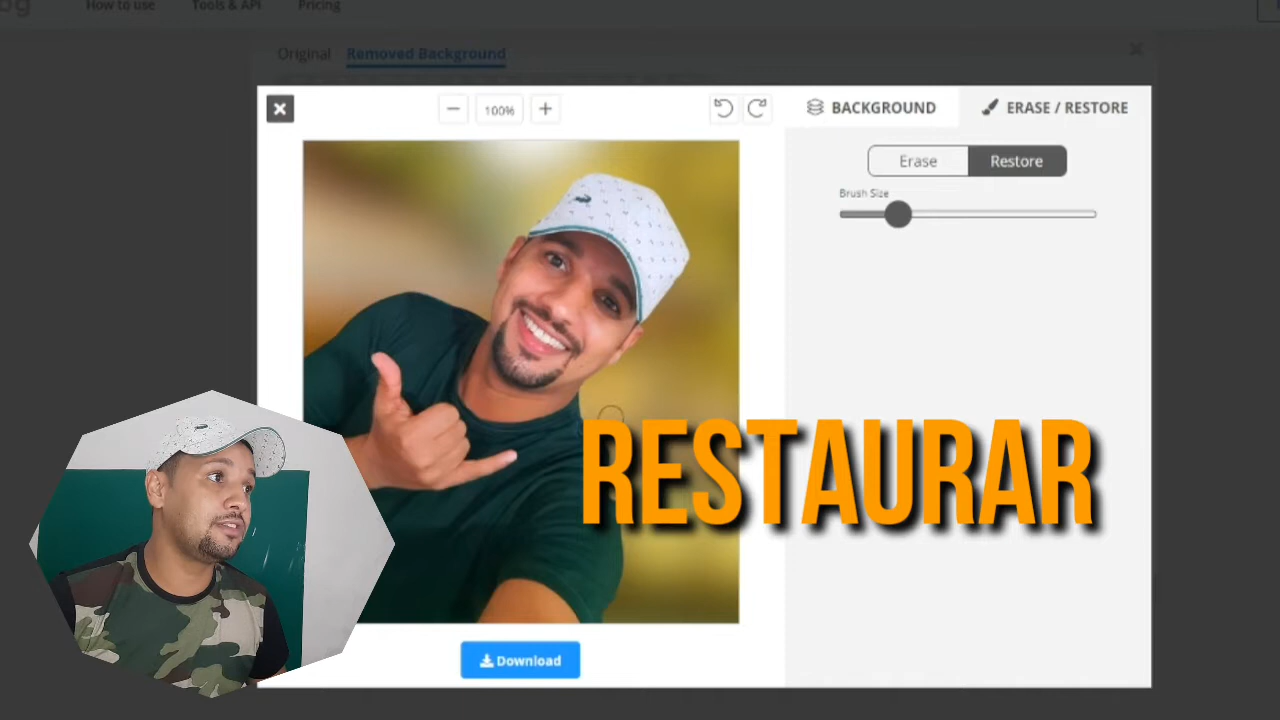 How to use Tools & API Pricing
Original Removed Background
100%
BACKGROUND ERASE / RESTORE
Erase Restore
Brush Size
RESTAURAR
Download